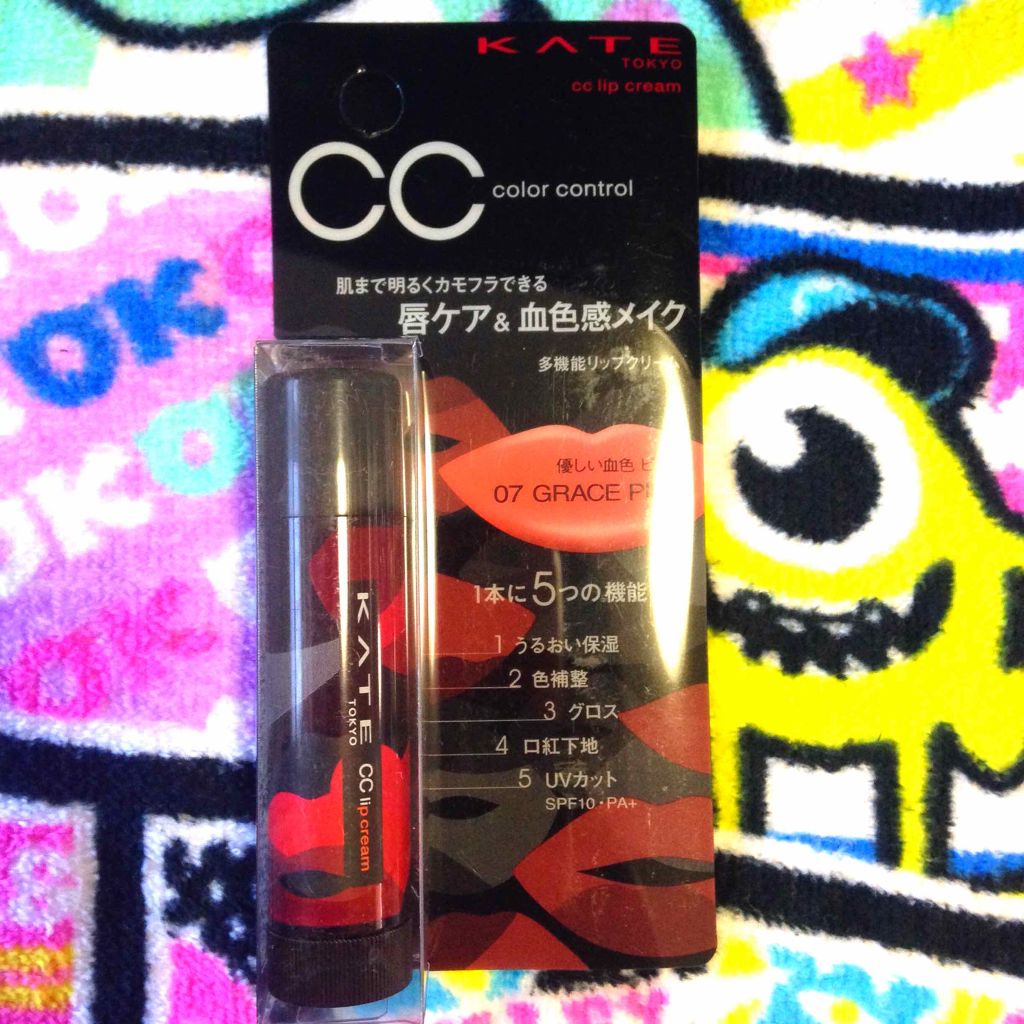 KATE
TOKYO
cc lip cream
CC color control
肌まで明るくカモフラできる
唇ケア&血色感メイク
多機能リップクリーム
優しい血色
07 GRACE
1本に5つの機能
1 うるおい保湿
2 色補整
3 グロス
4 口紅下地
5 UVカット
SPF10・PA+
KATE
TOKYO
CC lip cream
OK